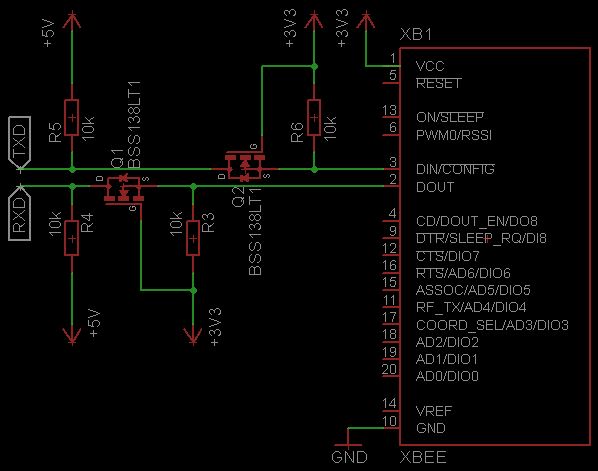 +5V
+3V3
+3V3
XB1
1
VCC
5
RESET
13
ON/SLEEP
6
PWM0/RSSI
TXD
R5
10k
Q1
BSS138LT1
D
S
G
G
D
S
Q2
BSS138LT1
R6
10k
3
DIN/CONFIG
2
DOUT
RXD
10k
R4
10k
R3
+5V
+3V3
4
CD/DOUT_EN/DO8
9
DTR/SLEEP_RQ/DI8
12
CTS/DIO7
16
RTS/AD6/DIO6
15
ASSOC/AD5/DIO5
11
RF_TX/AD4/DIO4
17
COORD_SEL/AD3/DIO3
18
AD2/DIO2
19
AD1/DIO1
20
AD0/DIO0
14
VREF
10
GND
GND
XBEE